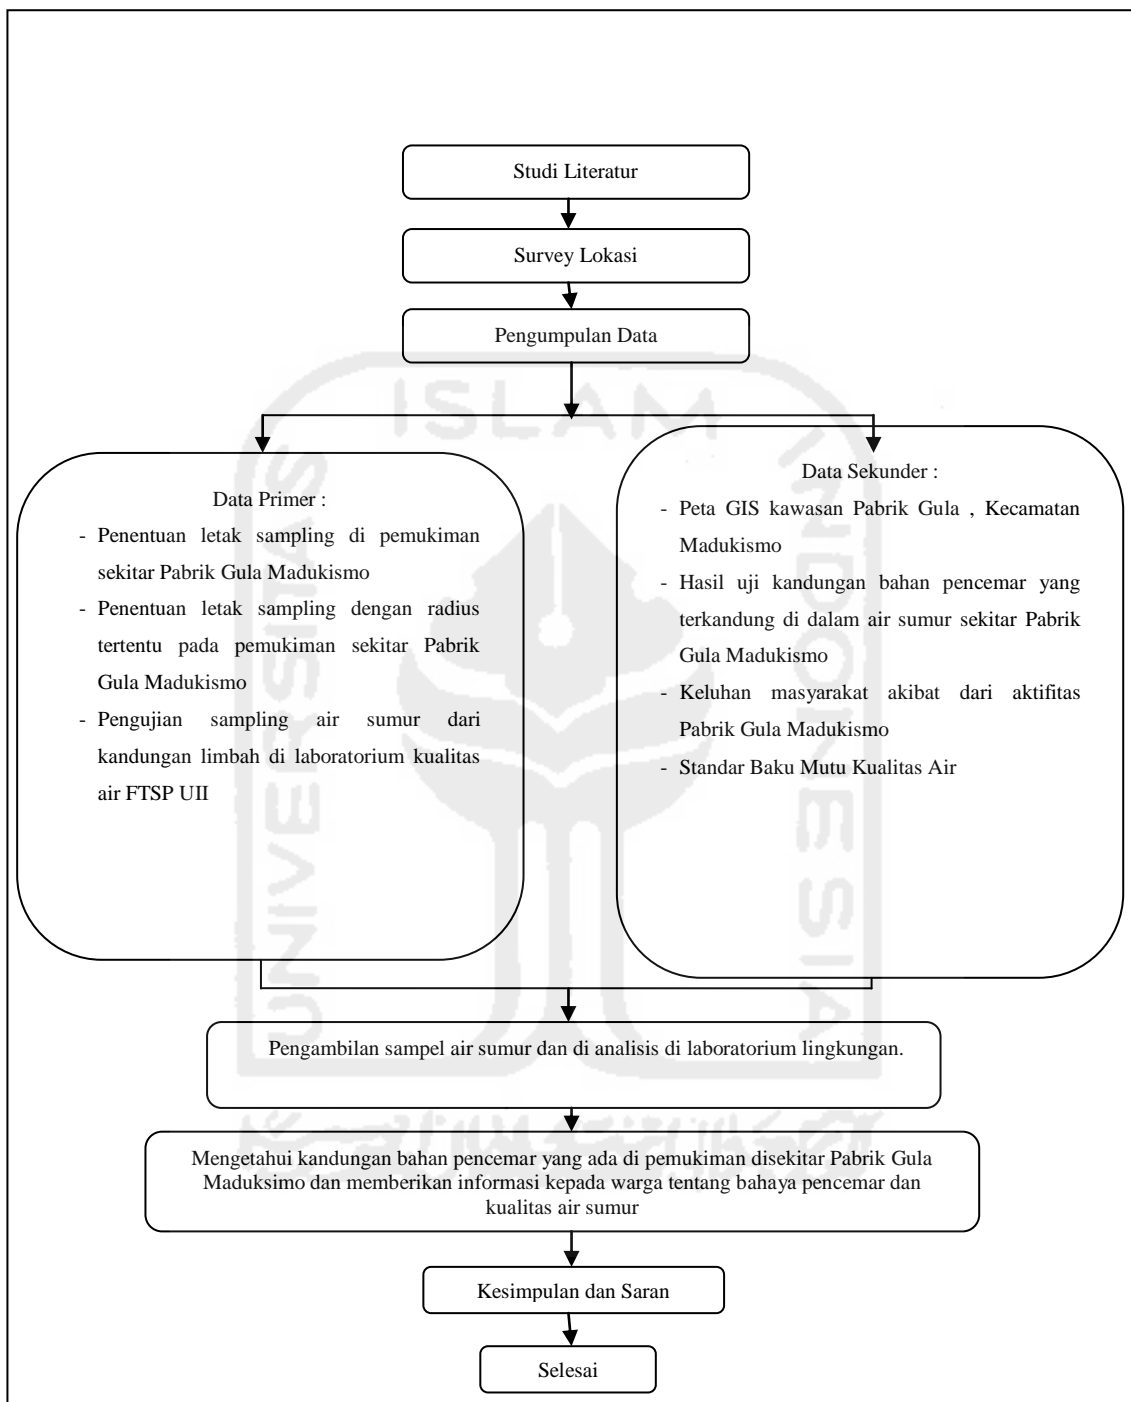 Studi Literatur
Survey Lokasi
Pengumpulan Data
Data Primer :
- Penentuan letak sampling di pemukiman
sekitar Pabrik Gula Madukismo
- Penentuan letak sampling dengan radius
tertentu pada pemukiman sekitar Pabrik
Gula Madukismo
- Pengujian sampling air sumur dari
kandungan limbah di laboratorium kualitas
air FTSP UII
Data Sekunder :
- Peta GIS kawasan Pabrik Gula , Kecamatan
Madukismo
- Hasil uji kandungan bahan pencemar yang
terkandung di dalam air sumur sekitar Pabrik
Gula Madukismo
- Keluhan masyarakat akibat dari aktifitas
Pabrik Gula Madukismo
- Standar Baku Mutu Kualitas Air
Pengambilan sampel air sumur dan di analisis di laboratorium lingkungan.
Mengetahui kandungan bahan pencemar yang ada di pemukiman disekitar Pabrik Gula
Maduksimo dan memberikan informasi kepada warga tentang bahaya pencemar dan
kualitas air sumur
Kesimpulan dan Saran
Selesai
UNIVERSITAS
ISLAM
INDONESIA